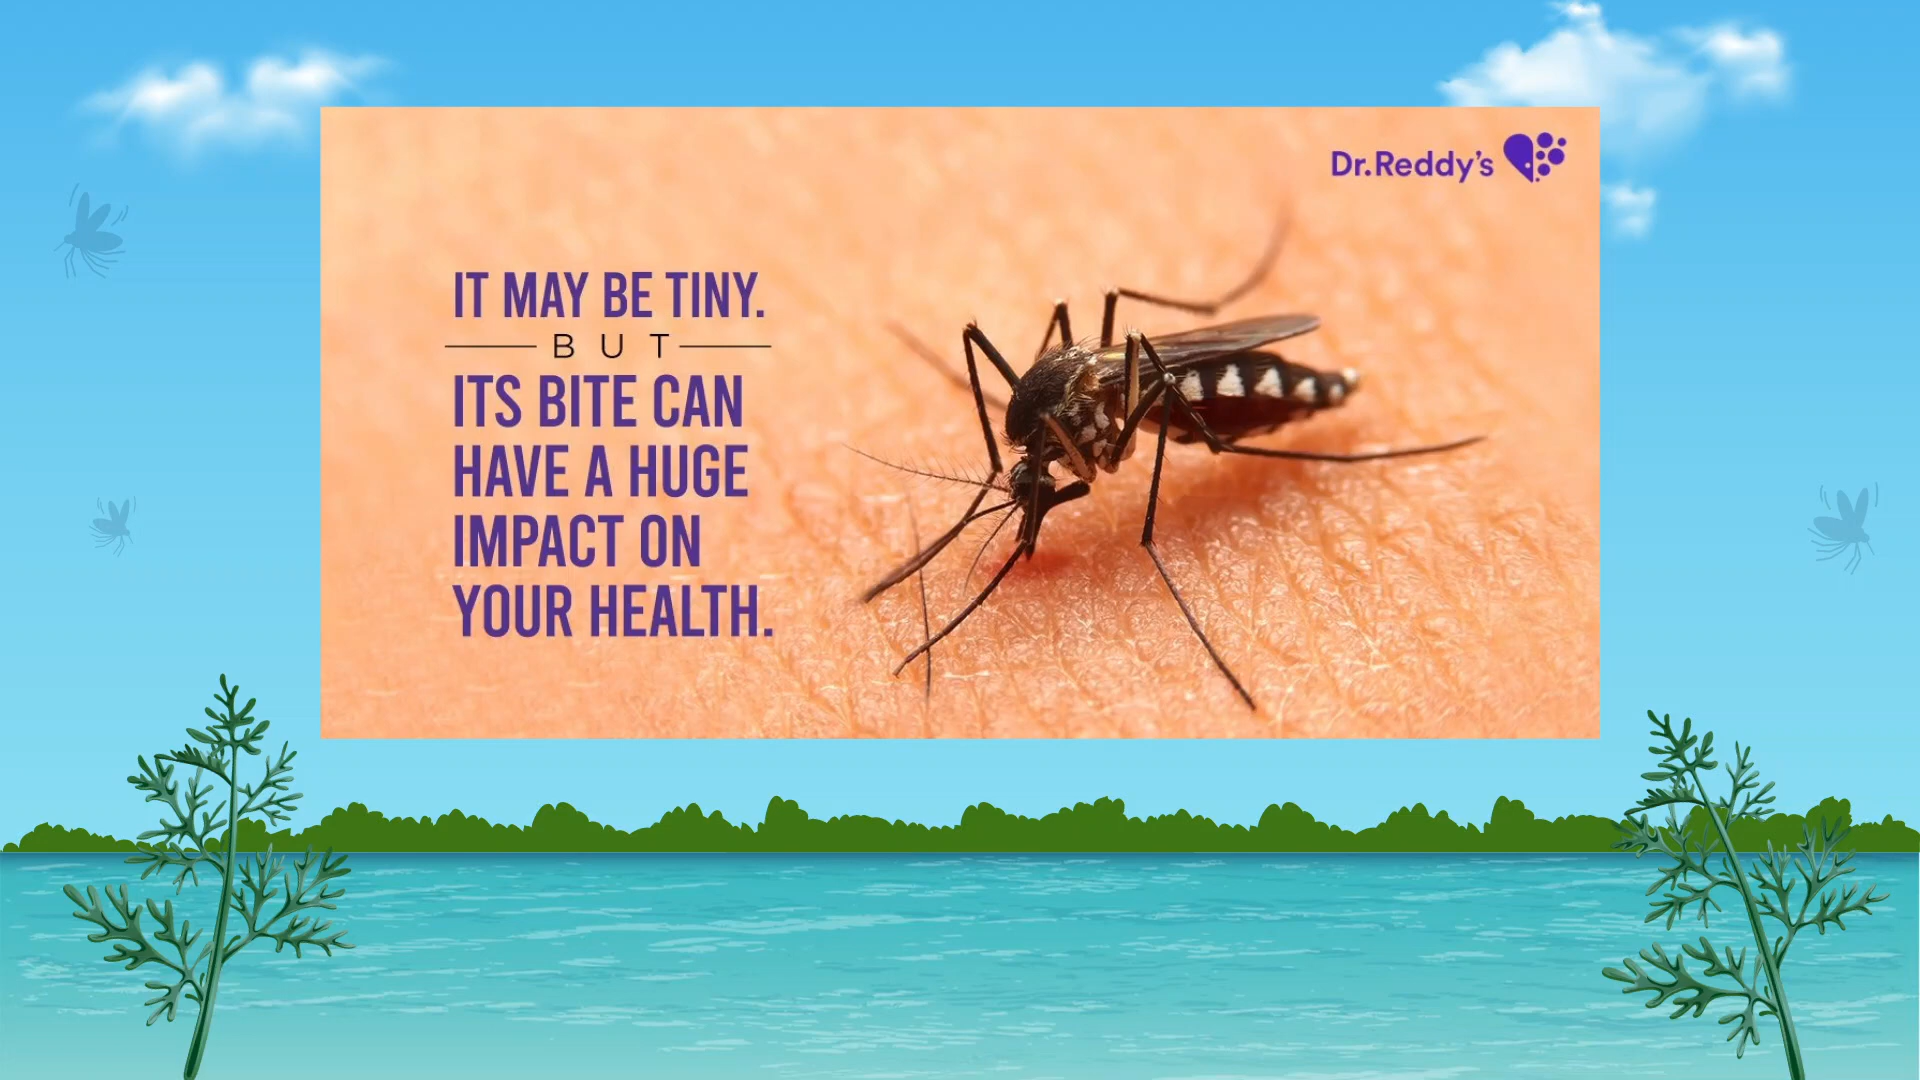 Dr.Reddy's
IT MAY BE TINY.
BUT
ITS BITE CAN
HAVE A HUGE
IMPACT ON
YOUR HEALTH.